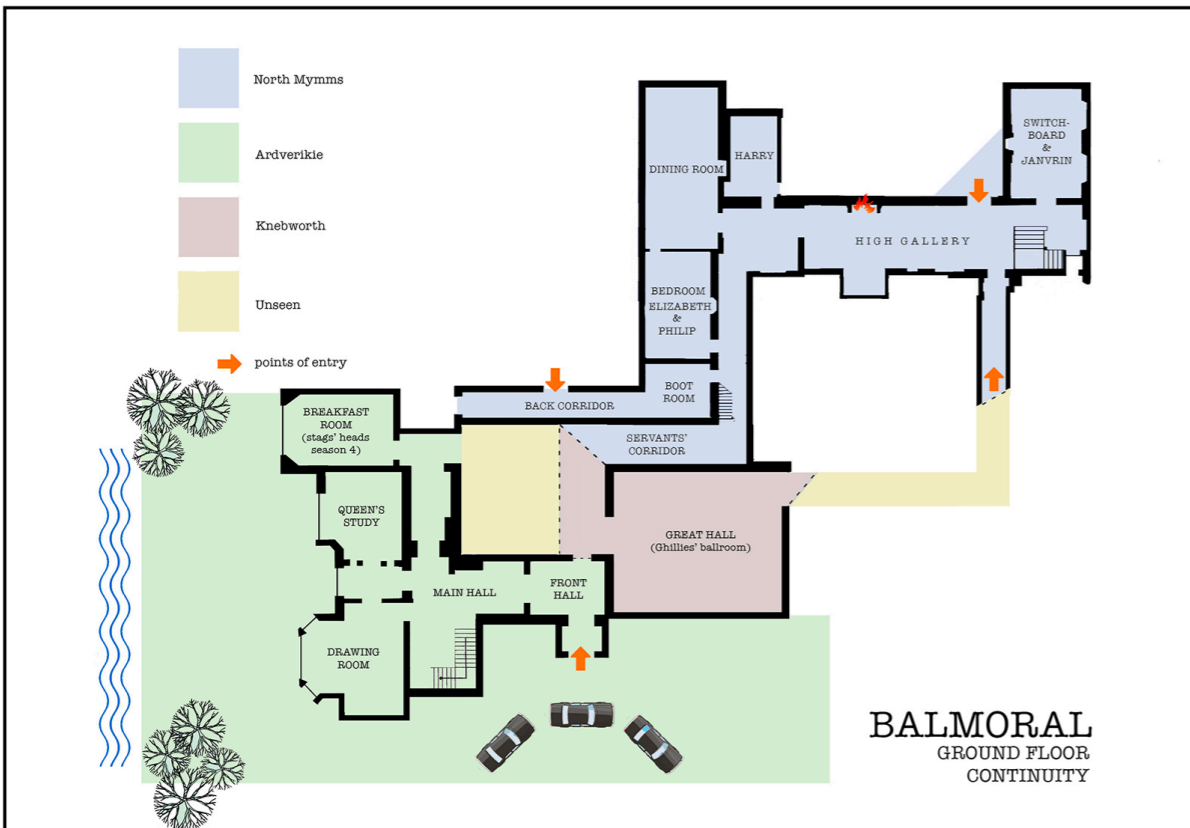 North Mymms
Ardverikie
Knebworth
Unseen
points of entry
DINING ROOM
HARRY
SWITCH-
BOARD
&
JANVRIN
HIGH GALLERY
BEDROOM
ELIZABETH
&
PHILIP
BOOT
ROOM
BACK CORRIDOR
SERVANTS'
CORRIDOR
BREAKFAST
ROOM
(stags' heads
season 4)
QUEEN'S
STUDY
GREAT HALL
(Ghillies' ballroom)
MAIN HALL
FRONT
HALL
DRAWING
ROOM
BALMORAL
GROUND FLOOR
CONTINUITY